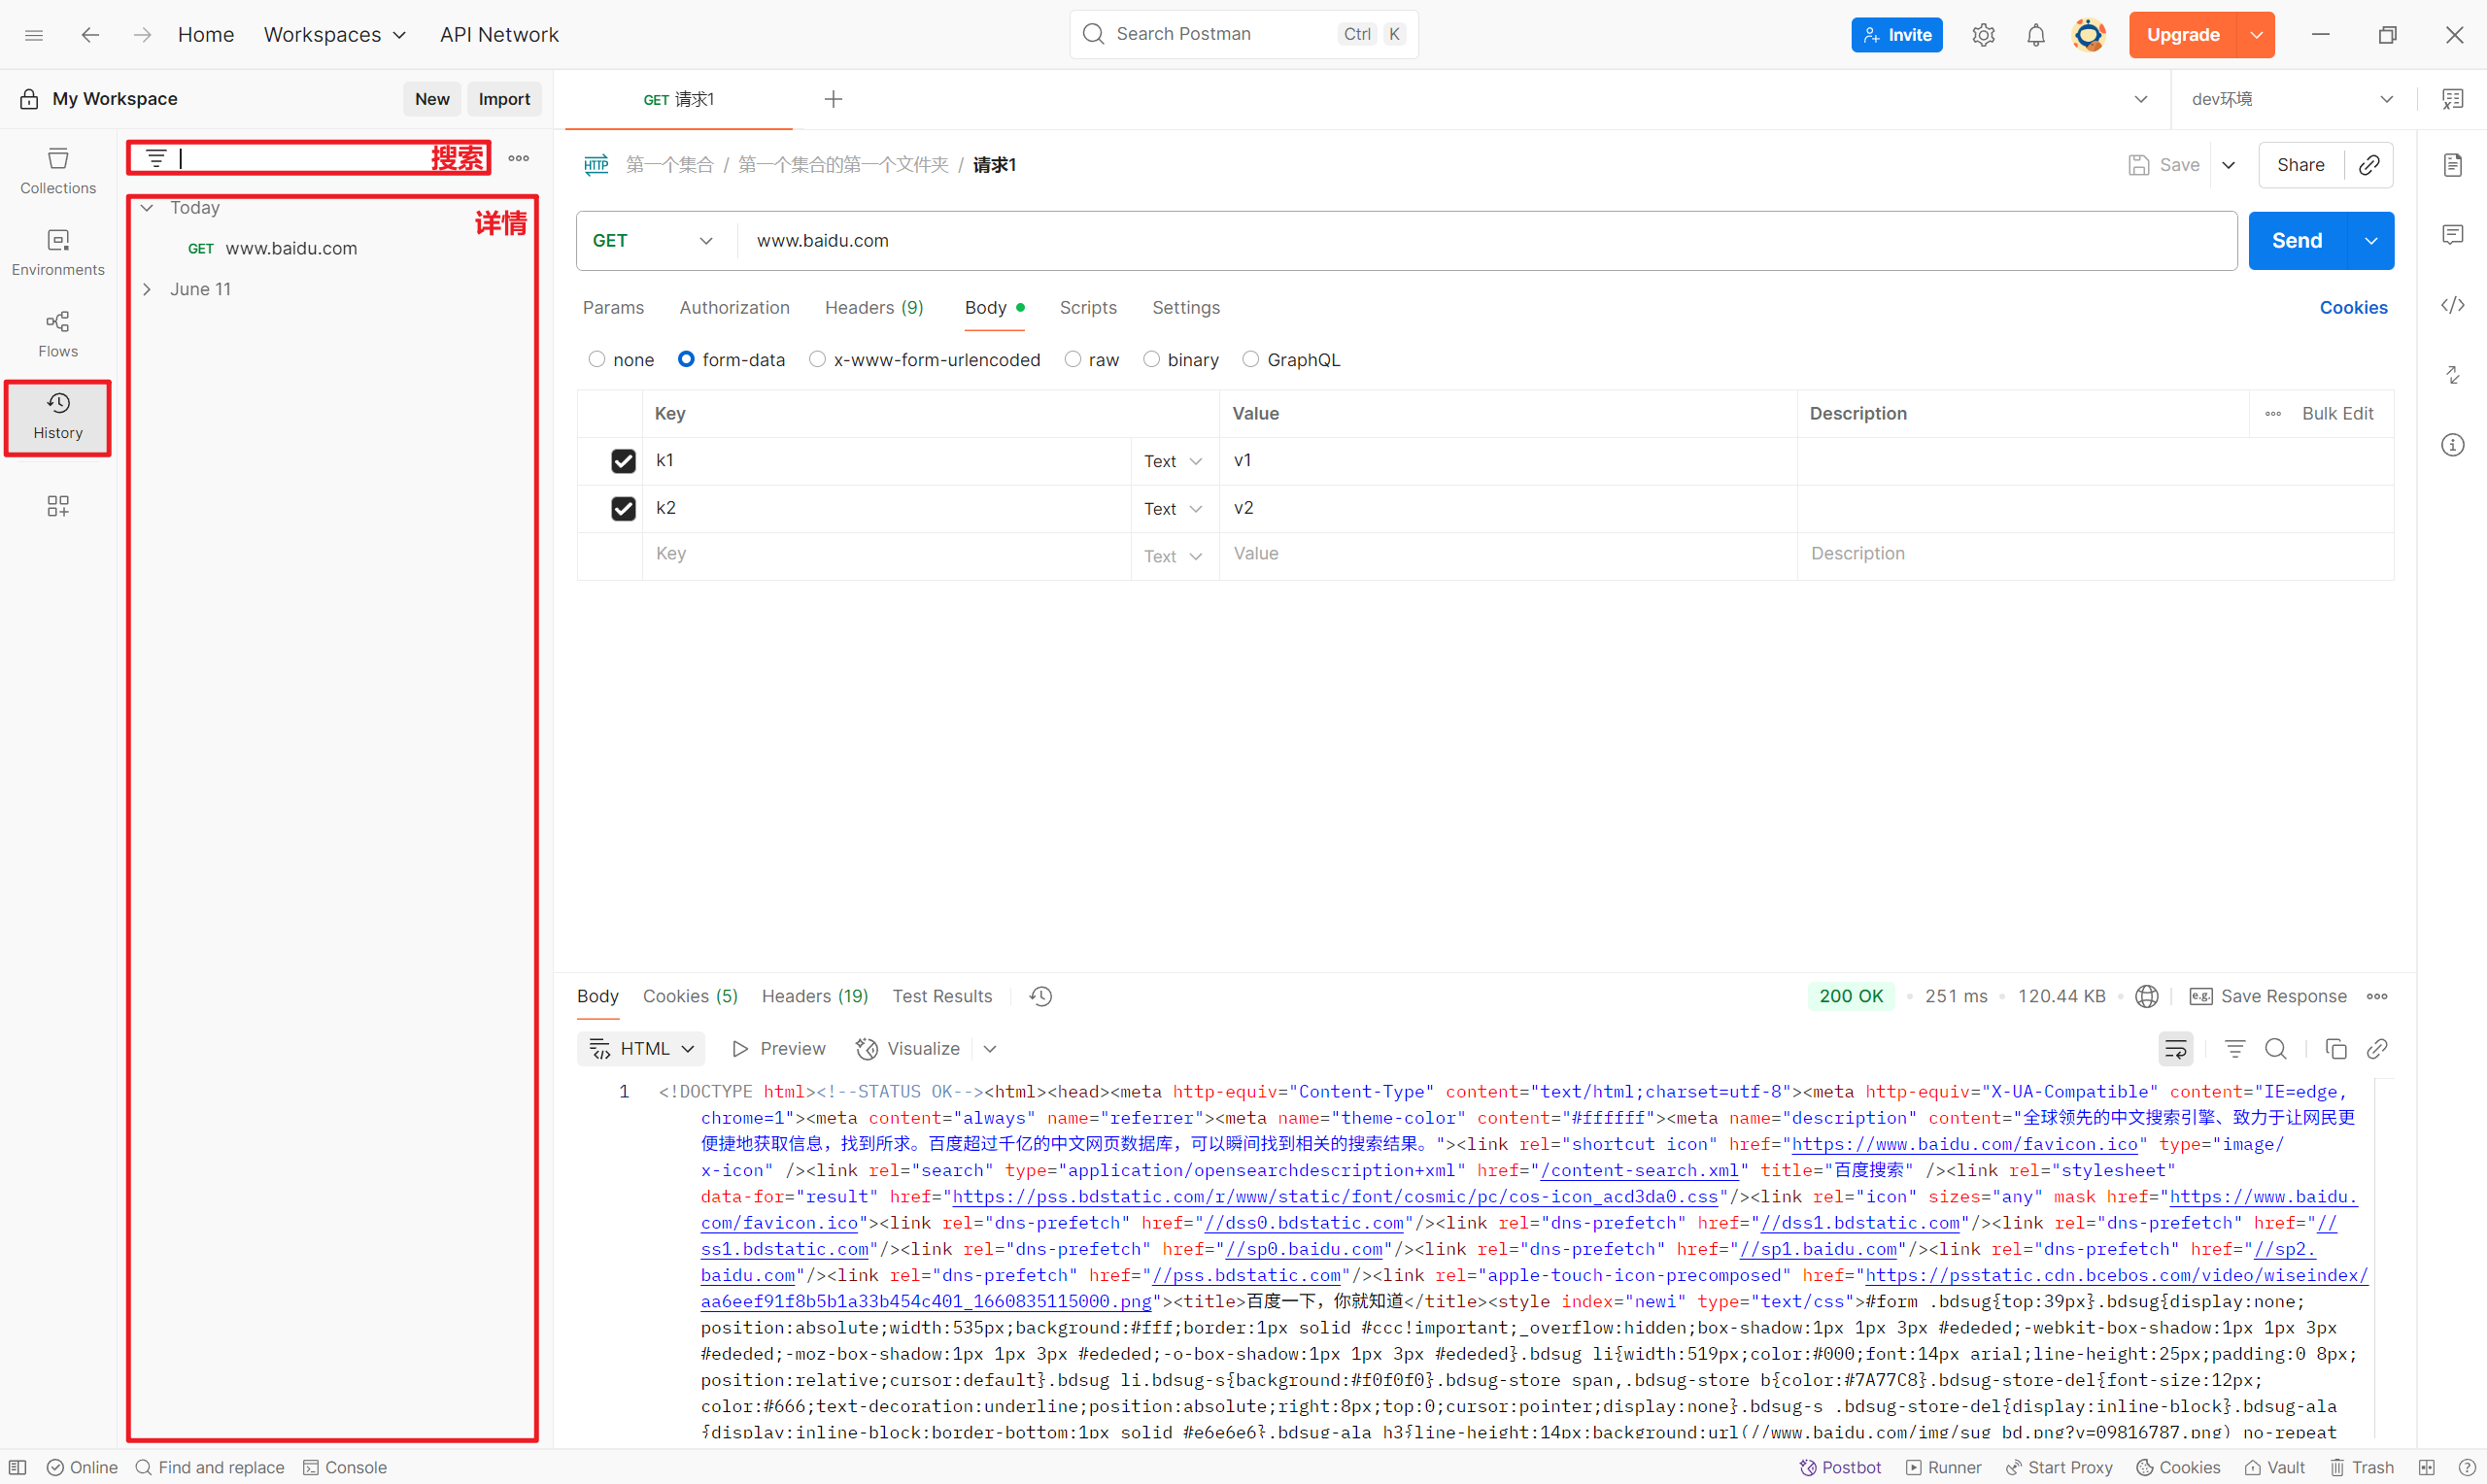 Home Workspaces API Network Search Postman Ctrl K Invite Upgrade
My Workspace New Import GET 请求1 dev环境
搜索
Collections
Environments
Flows
History
Today
详情
GET www.baidu.com
June 11
HTTP 第一个集合 / 第一个集合的第一个文件夹 / 请求1 Save Share
GET www.baidu.com Send
Params Authorization Headers (9) Body Scripts Settings Cookies
none form-data x-www-form-urlencoded raw binary GraphQL
Key Value Description Bulk Edit
k1 Text v1
k2 Text v2
Key Text Value Description
Body Cookies (5) Headers (19) Test Results 200 OK 251 ms 120.44 KB e.g. Save Response
HTML Preview Visualize
1 <!DOCTYPE html><!--STATUS OK--><html><head><meta http-equiv="Content-Type" content="text/html;charset=utf-8"><meta http-equiv="X-UA-Compatible" content="IE=edge,
chrome=1"><meta content="always" name="referrer"><meta name="theme-color" content="#ffffff"><meta name="description" content="全球领先的中文搜索引擎、致力于让网民更
便捷地获取信息，找到所求。百度超过千亿的中文网页数据库，可以瞬间找到相关的搜索结果。"><link rel="shortcut icon" href="https://www.baidu.com/favicon.ico" type="image/
x-icon" /><link rel="search" type="application/opensearchdescription+xml" href="/content-search.xml" title="百度搜索" /><link rel="stylesheet"
data-for="result" href="https://pss.bdstatic.com/r/www/static/font/cosmic/pc/cos-icon_acd3da0.css"/><link rel="icon" sizes="any" mask href="https://www.baidu.
com/favicon.ico"><link rel="dns-prefetch" href="//dss0.bdstatic.com"/><link rel="dns-prefetch" href="//dss1.bdstatic.com"/><link rel="dns-prefetch" href="//
ss1.bdstatic.com"/><link rel="dns-prefetch" href="//sp0.baidu.com"/><link rel="dns-prefetch" href="//sp1.baidu.com"/><link rel="dns-prefetch" href="//sp2.
baidu.com"/><link rel="dns-prefetch" href="//pss.bdstatic.com"/><link rel="apple-touch-icon-precomposed" href="https://psstatic.cdn.bcebos.com/video/wiseindex/
aa6eef91f8b5b1a33b454c401_1660835115000.png"><title>百度一下，你就知道</title><style index="newi" type="text/css">#form .bdsug{top:39px}.bdsug{display:none;
position:absolute;width:535px;background:#fff;border:1px solid #ccc!important;_overflow:hidden;box-shadow:1px 1px 3px #ededed;-webkit-box-shadow:1px 1px 3px
#ededed;-moz-box-shadow:1px 1px 3px #ededed;-o-box-shadow:1px 1px 3px #ededed}.bdsug li{width:519px;color:#000;font:14px arial;line-height:25px;padding:0 8px;
position:relative;cursor:default}.bdsug li.bdsug-s{background:#f0f0f0}.bdsug-store span,.bdsug-store b{color:#7A77C8}.bdsug-store-del{font-size:12px;
color:#666;text-decoration:underline;position:absolute;right:8px;top:0;cursor:pointer;display:none}.bdsug-s .bdsug-store-del{display:inline-block}.bdsug-ala
{display:inline-block;border-bottom:1px solid #e6e6e6}.bdsug-ala h3{line-height:14px;background:url(//www.baidu.com/img/sug_bd.png?v=09816787.png) no-repeat
Online Find and replace Console Postbot Runner Start Proxy Cookies Vault Trash